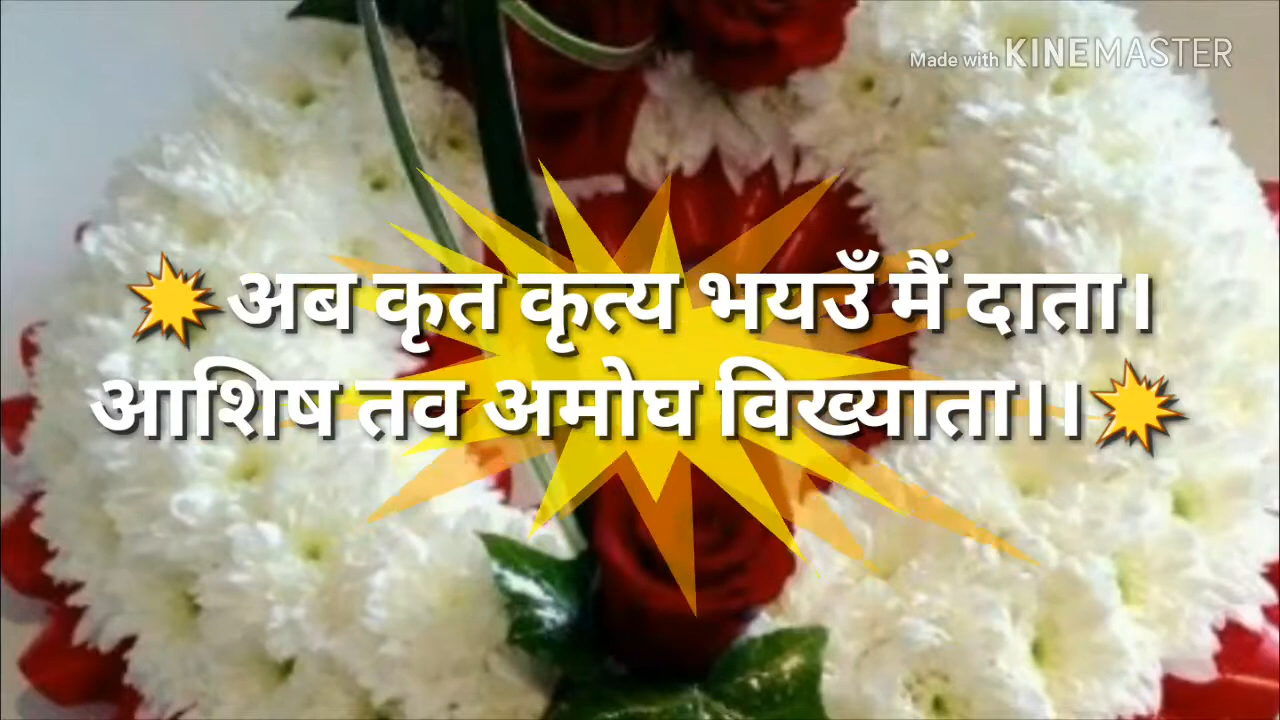 Made with KINEMASTER
अब कृत कृत्य भयउँ मैं दाता।
आशिष तव अमोघ विख्याता।।